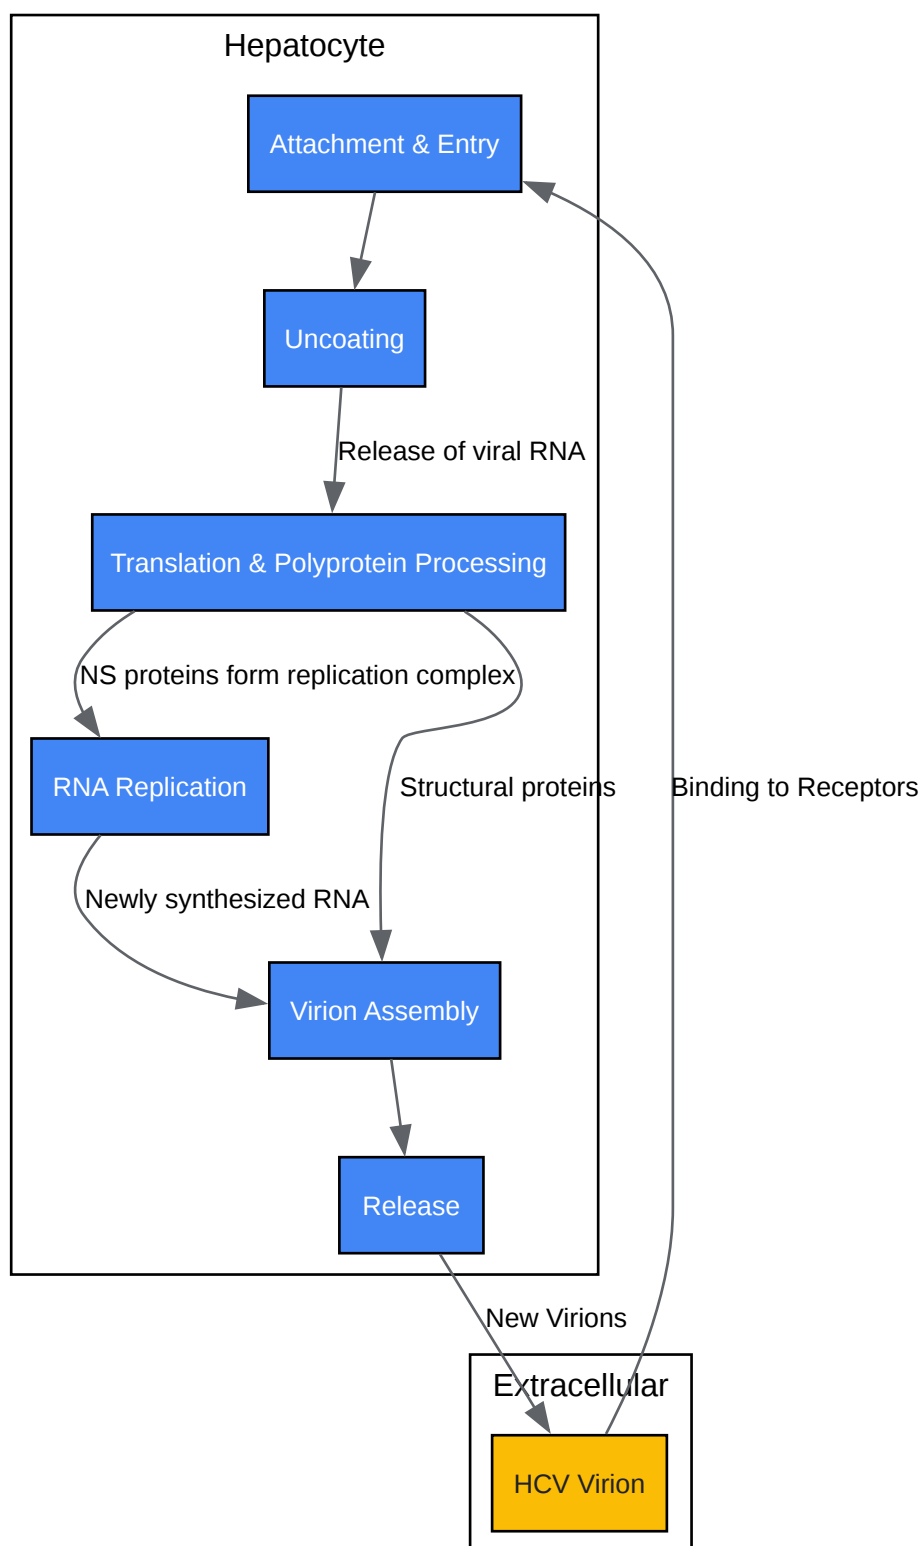 Hepatocyte
Attachment & Entry
Uncoating
Release of viral RNA
Translation & Polyprotein Processing
NS proteins form replication complex
RNA Replication
Structural proteins
Binding to Receptors
Newly synthesized RNA
Virion Assembly
Release
New Virions
Extracellular
HCV Virion